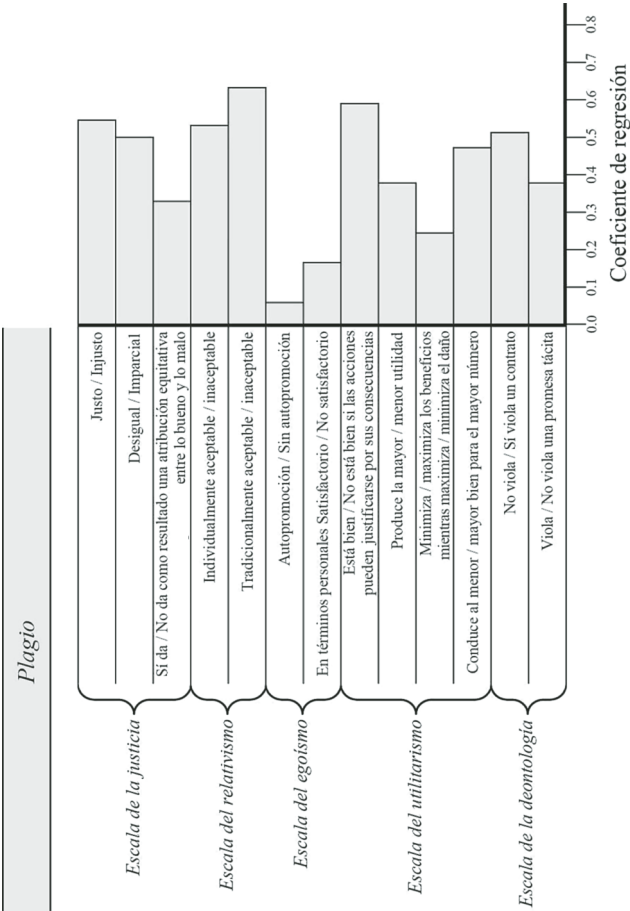 Plagio
Escala de la justicia
Justo / Injusto
Desigual / Imparcial
Sí da / No da como resultado una atribución equitativa
entre lo bueno y lo malo
Escala del relativismo
Individualmente aceptable / inaceptable
Tradicionalmente aceptable / inaceptable
Escala del egoísmo
Autopromoción / Sin autopromoción
En términos personales Satisfactorio / No satisfactorio
Escala del utilitarismo
Está bien / No está bien si las acciones
pueden justificarse por sus consecuencias
Produce la mayor / menor utilidad
Minimiza / maximiza los beneficios
mientras maximiza / minimiza el daño
Conduce al menor / mayor bien para el mayor número
Escala de la deontología
No viola / Sí viola un contrato
Viola / No viola una promesa tácita
0.0
0.1
0.2
0.3
0.4
0.5
0.6
0.7
0.8
Coeficiente de regresión